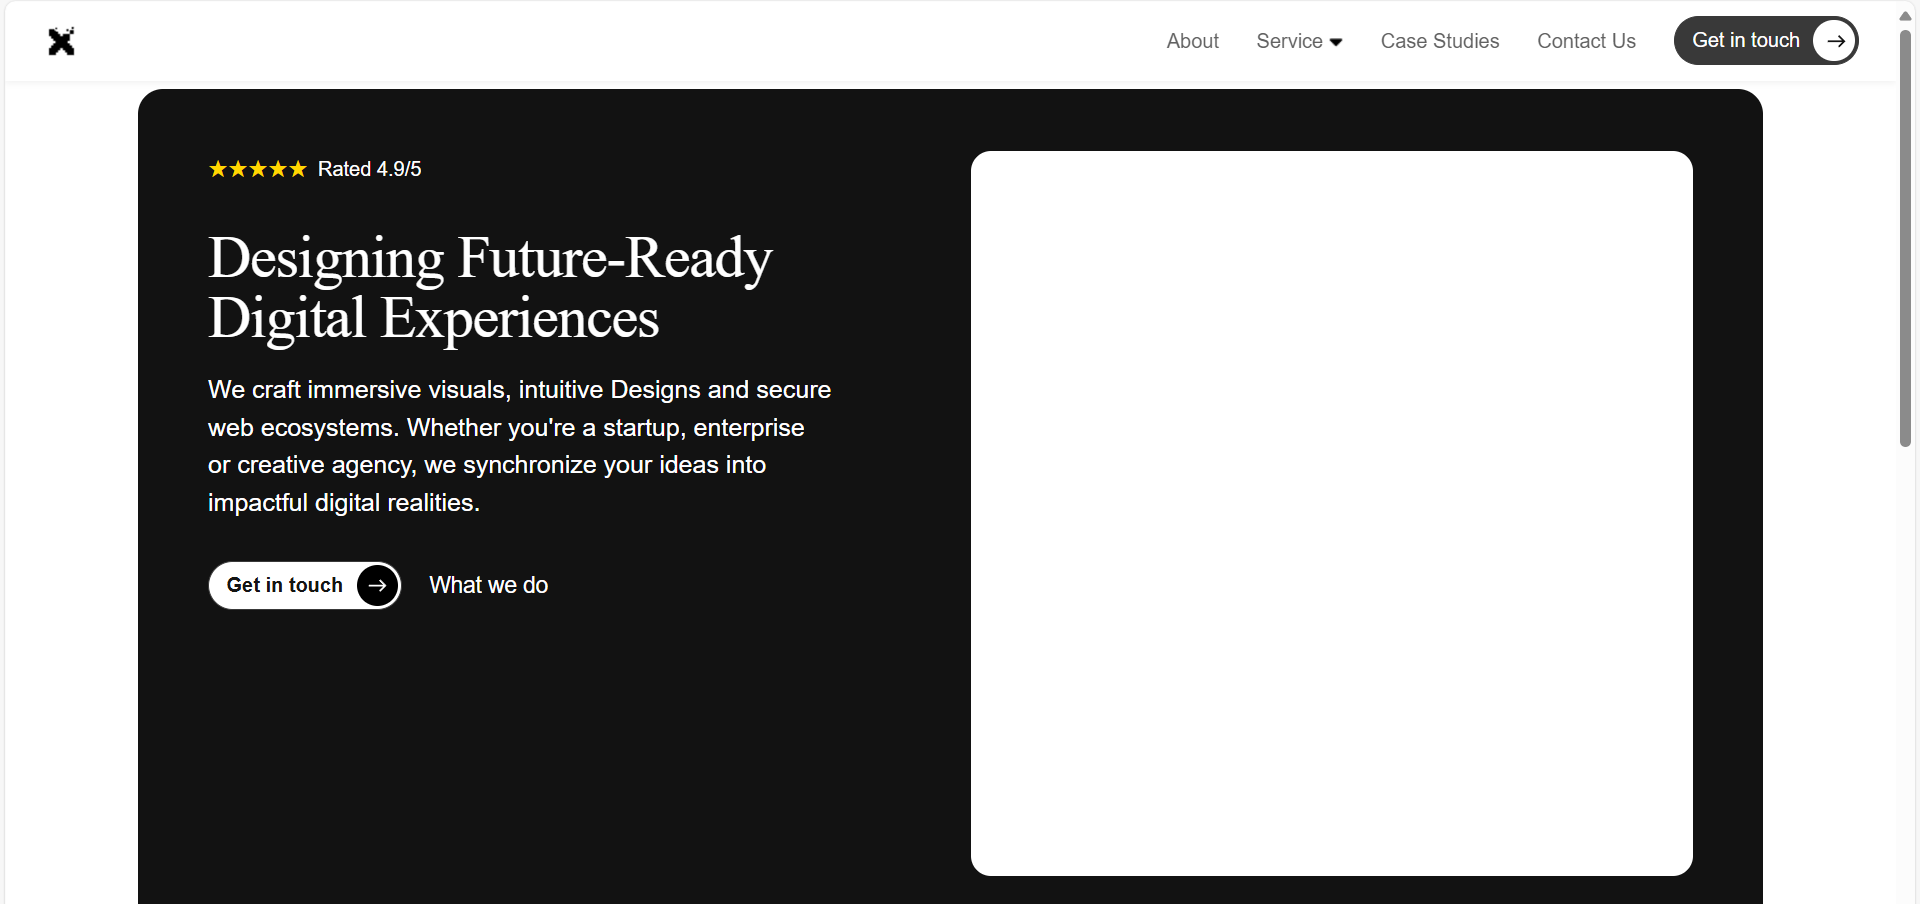 About
Service
Case Studies
Contact Us
Get in touch
Rated 4.9/5
Designing Future-Ready
Digital Experiences
We craft immersive visuals, intuitive Designs and secure
web ecosystems. Whether you're a startup, enterprise
or creative agency, we synchronize your ideas into
impactful digital realities.
Get in touch
What we do